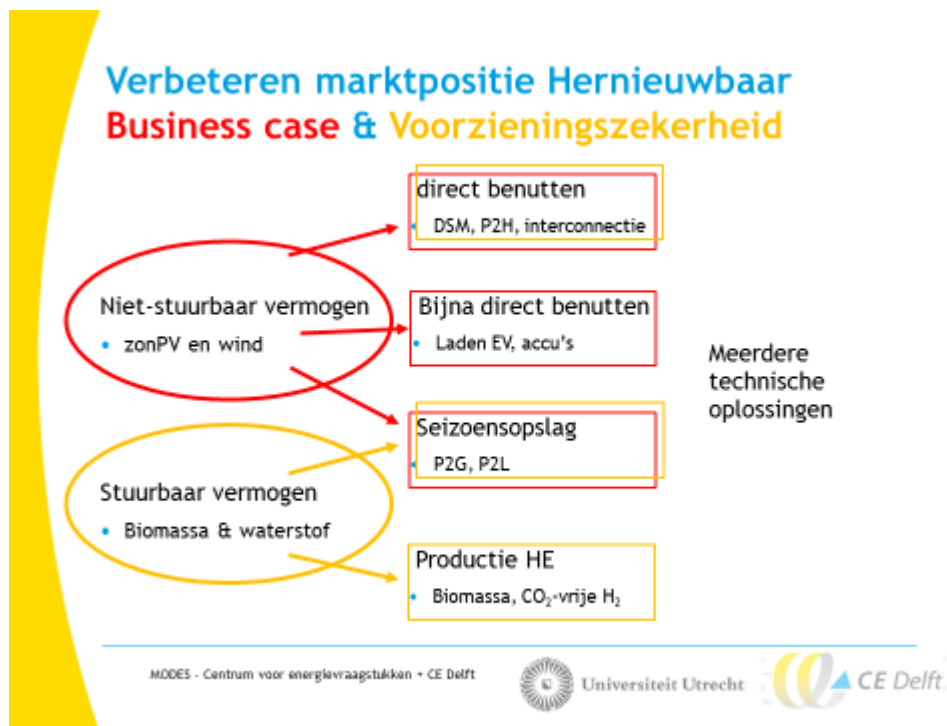 Verbeteren marktpositie Hernieuwbaar
Business case & Voorzieningszekerheid
direct benutten
• DSM, P2H, interconnectie
Niet-stuurbaar vermogen
• zonPV en wind
Bijna direct benutten
• Laden EV, accu's
Meerdere
technische
oplossingen
Seizoensopslag
• P2G, P2L
Stuurbaar vermogen
• Biomassa & waterstof
Productie HE
• Biomassa, CO₂-vrije H₂
MODES - Centrum voor energievraagstukken + CE Delft
Universiteit Utrecht
CE Delft